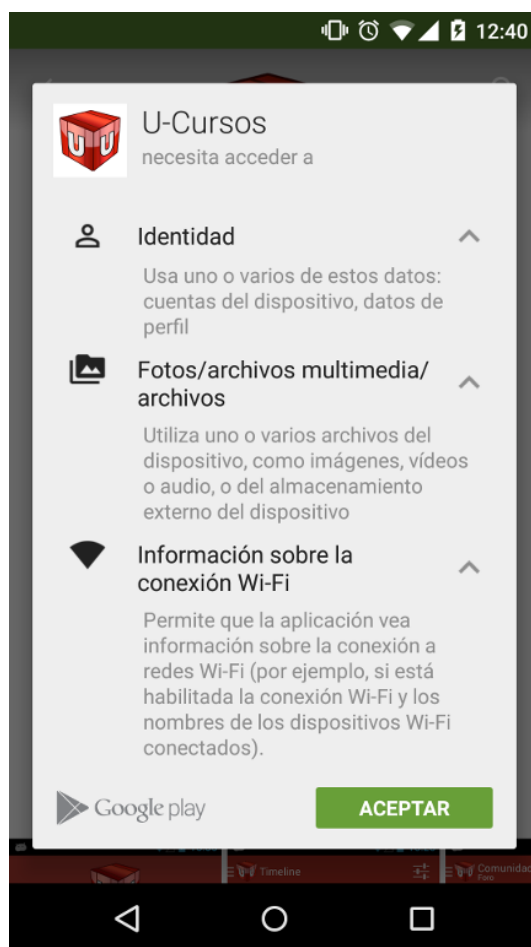 12:40
U-Cursos
necesita acceder a
Identidad
Usa uno o varios de estos datos:
cuentas del dispositivo, datos de
perfil
Fotos/archivos multimedia/
archivos
Utiliza uno o varios archivos del
dispositivo, como imágenes, vídeos
o audio, o del almacenamiento
externo del dispositivo
Información sobre la
conexión Wi-Fi
Permite que la aplicación vea
información sobre la conexión a
redes Wi-Fi (por ejemplo, si está
habilitada la conexión Wi-Fi y los
nombres de los dispositivos Wi-Fi
conectados).
Google play
ACEPTAR
Timeline
Comunidad
Foro